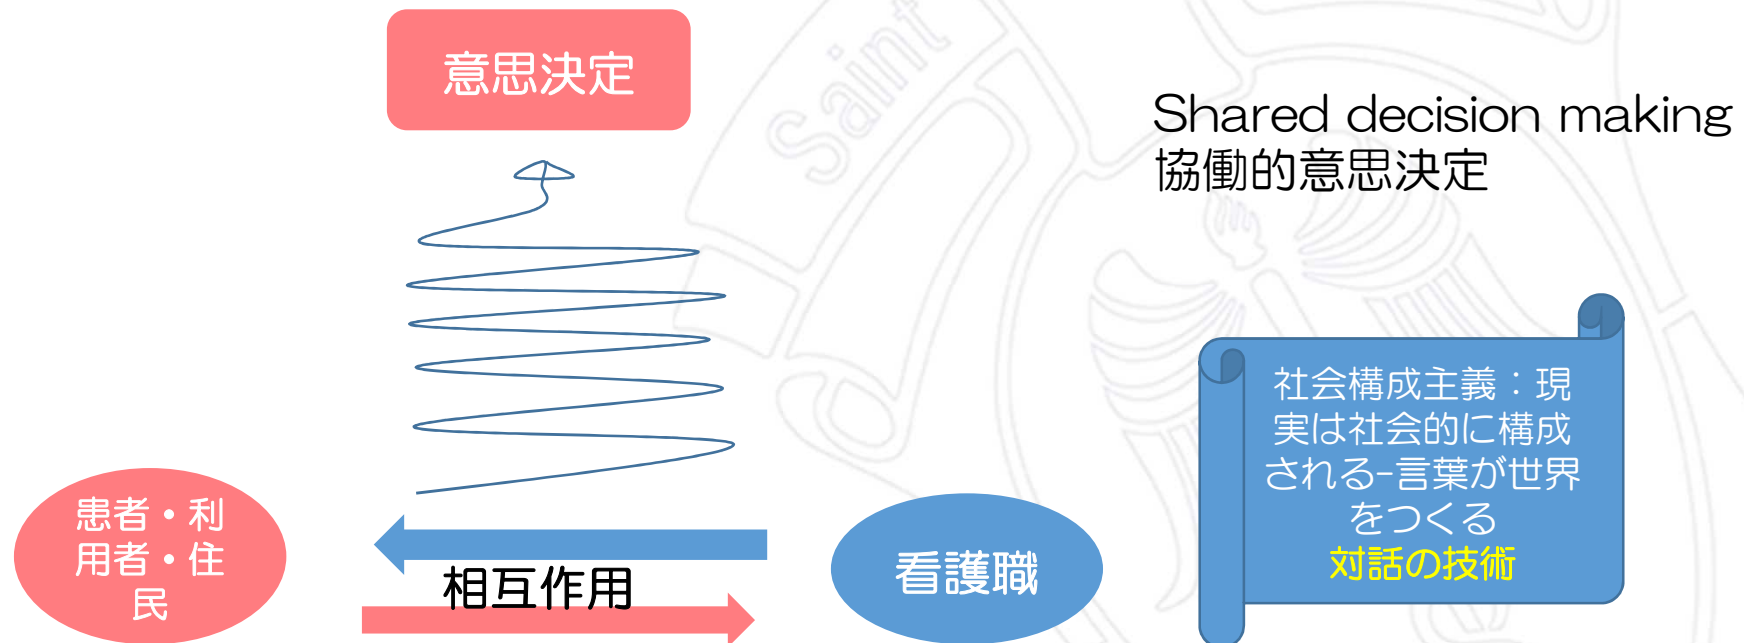 意思決定
Saint
Shared decision making
協働的意思決定
社会構成主義：現
実は社会的に構成
される-言葉が世界
をつくる
対話の技術
患者・利
用者・住
民
相互作用
看護職